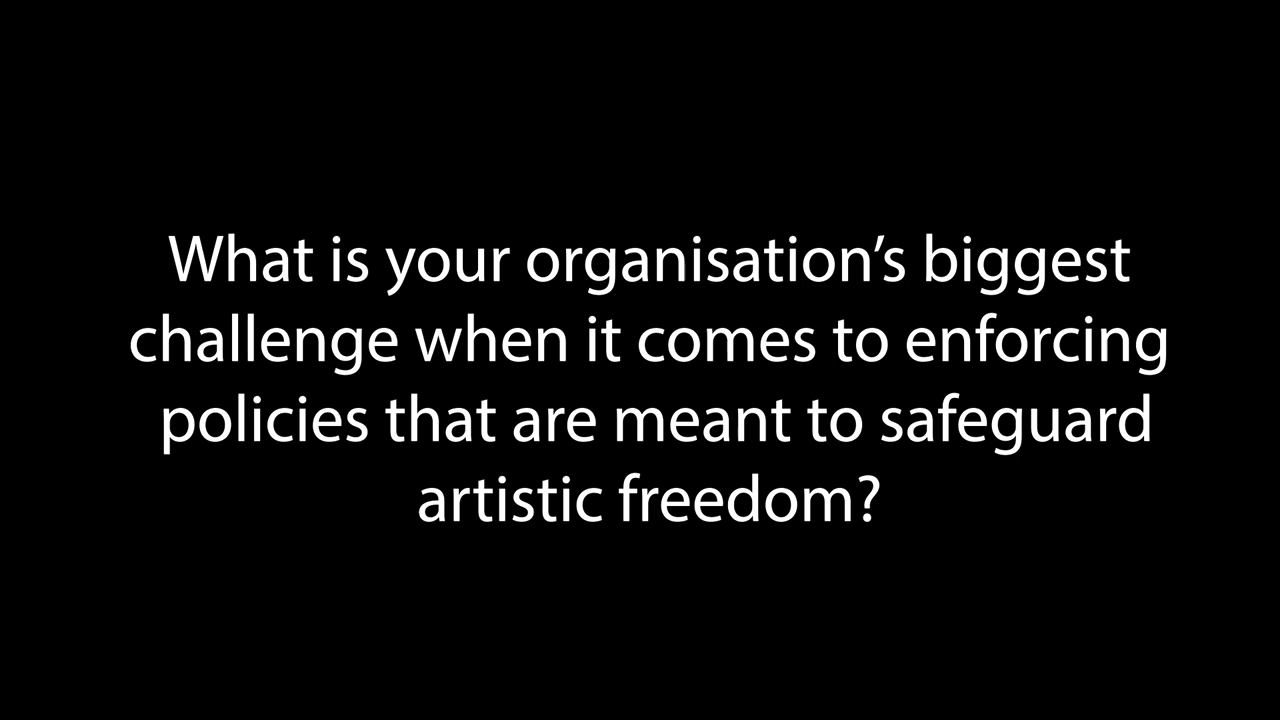 What is your organisation’s biggest
challenge when it comes to enforcing
policies that are meant to safeguard
artistic freedom?